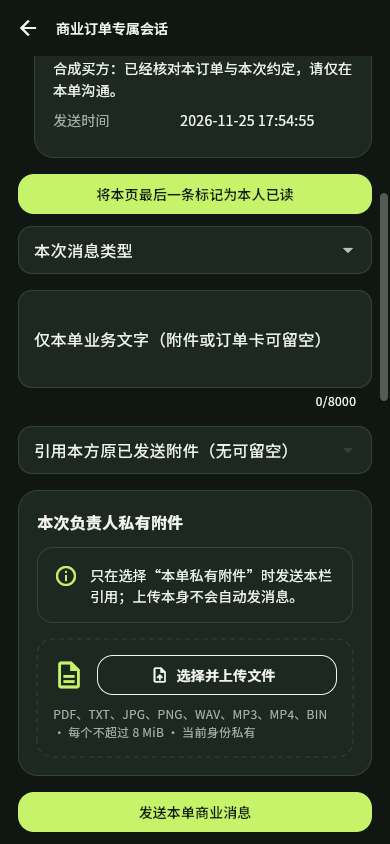 商业订单专属会话
合成买方：已经核对本订单与本次约定，请仅在
本单沟通。
发送时间 2026-11-25 17:54:55
将本页最后一条标记为本人已读
本次消息类型
仅本单业务文字（附件或订单卡可留空）
0/8000
引用本方原已发送附件（无可留空）
本次负责人私有附件
只在选择“本单私有附件”时发送本栏
引用；上传本身不会自动发消息。
选择并上传文件
PDF、TXT、JPG、PNG、WAV、MP3、MP4、BIN
· 每个不超过 8 MiB · 当前身份私有
发送本单商业消息